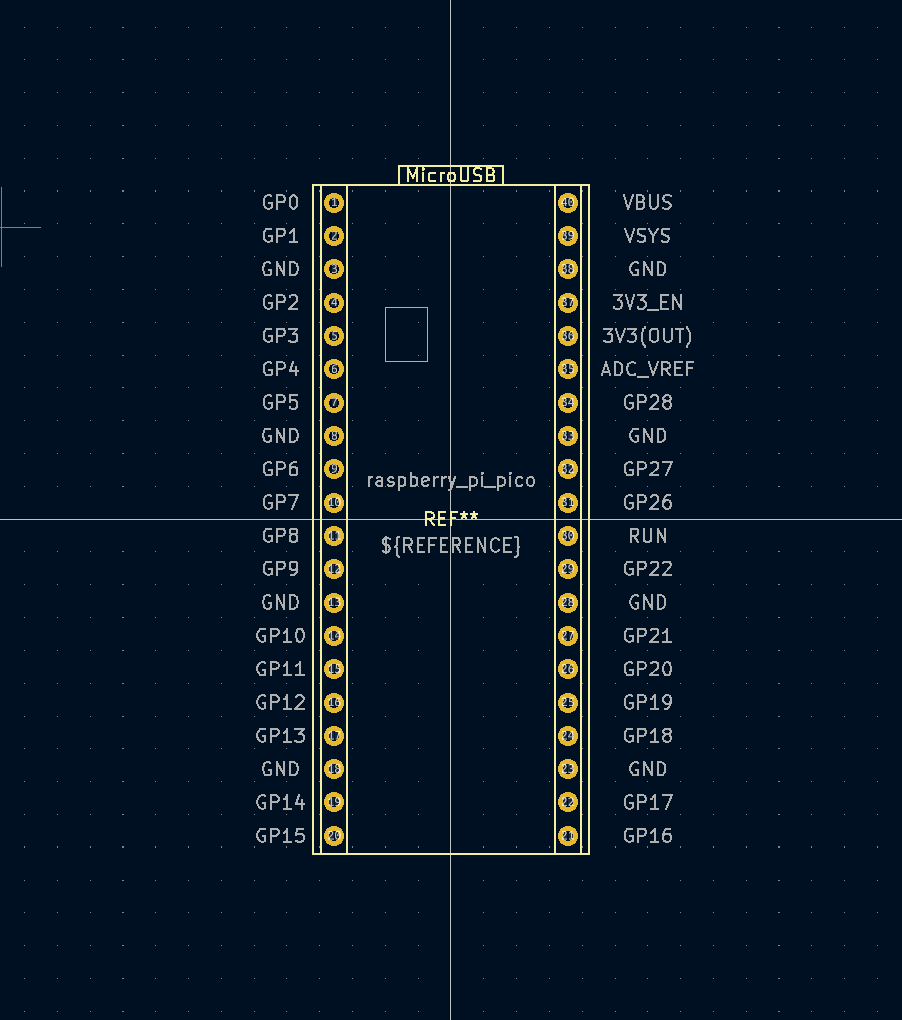 MicroUSB
GP0 1 40 VBUS
GP1 2 39 VSYS
GND 3 38 GND
GP2 4 37 3V3_EN
GP3 5 36 3V3(OUT)
GP4 6 35 ADC_VREF
GP5 7 34 GP28
GND 8 33 GND
GP6 9 32 GP27
raspberry_pi_pico
GP7 10 31 GP26
REF**
GP8 11 30 RUN
${REFERENCE}
GP9 12 29 GP22
GND 13 28 GND
GP10 14 27 GP21
GP11 15 26 GP20
GP12 16 25 GP19
GP13 17 24 GP18
GND 18 23 GND
GP14 19 22 GP17
GP15 20 21 GP16